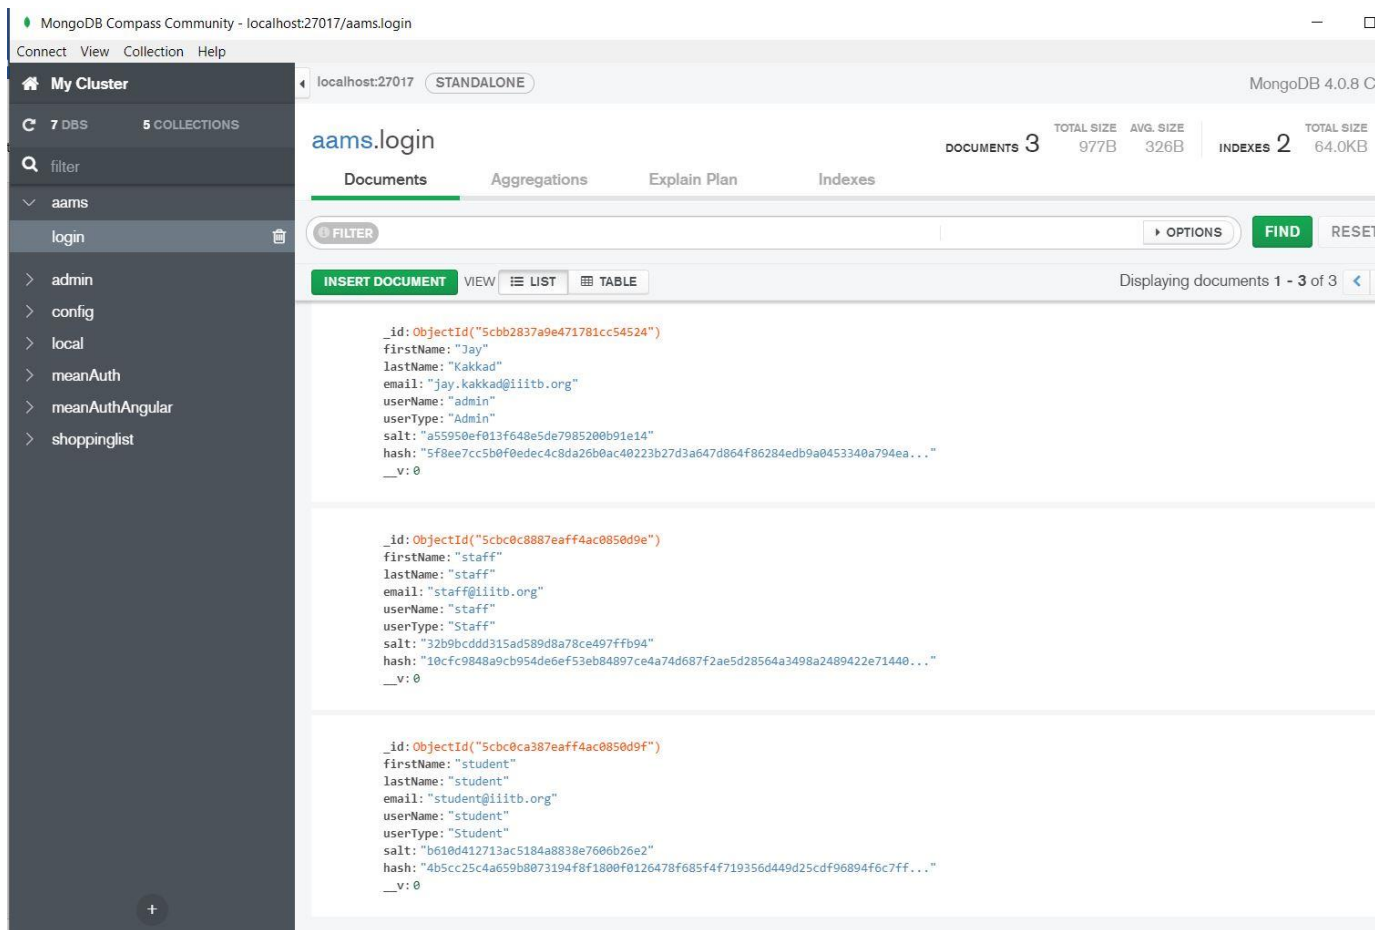 MongoDB Compass Community - localhost:27017/aams.login
Connect View Collection Help
My Cluster
7 DBS 5 COLLECTIONS
filter
aams
login
admin
config
local
meanAuth
meanAuthAngular
shoppinglist
+
localhost:27017 STANDALONE MongoDB 4.0.8 C
aams.login
DOCUMENTS 3 TOTAL SIZE 977B AVG. SIZE 326B INDEXES 2 TOTAL SIZE 64.0KB
Documents Aggregations Explain Plan Indexes
FILTER OPTIONS FIND RESET
INSERT DOCUMENT VIEW LIST TABLE Displaying documents 1 - 3 of 3
_id: ObjectId("5cbb2837a9e471781cc54524")
firstName: "Jay"
lastName: "Kakkad"
email: "jay.kakkad@iiitb.org"
userName: "admin"
userType: "Admin"
salt: "a55950ef013f648e5de7985200b91e14"
hash: "5f8ee7cc5b0f0edec4c8da26b0ac40223b27d3a647d864f86284edb9a0453340a794ea..."
__v: 0
_id: ObjectId("5cbc0c8887eaff4ac0850d9e")
firstName: "staff"
lastName: "staff"
email: "staff@iiitb.org"
userName: "staff"
userType: "Staff"
salt: "32b9bcddd315ad589d8a78ce497ffb94"
hash: "10cfc9848a9cb954de6ef53eb84897ce4a74d687f2ae5d28564a3498a2489422e71440..."
__v: 0
_id: ObjectId("5cbc0ca387eaff4ac0850d9f")
firstName: "student"
lastName: "student"
email: "student@iiitb.org"
userName: "student"
userType: "Student"
salt: "b610d412713ac5184a8838e7606b26e2"
hash: "4b5cc25c4a659b8073194f8f1800f0126478f685f4f719356d449d25cdf96894f6c7ff..."
__v: 0